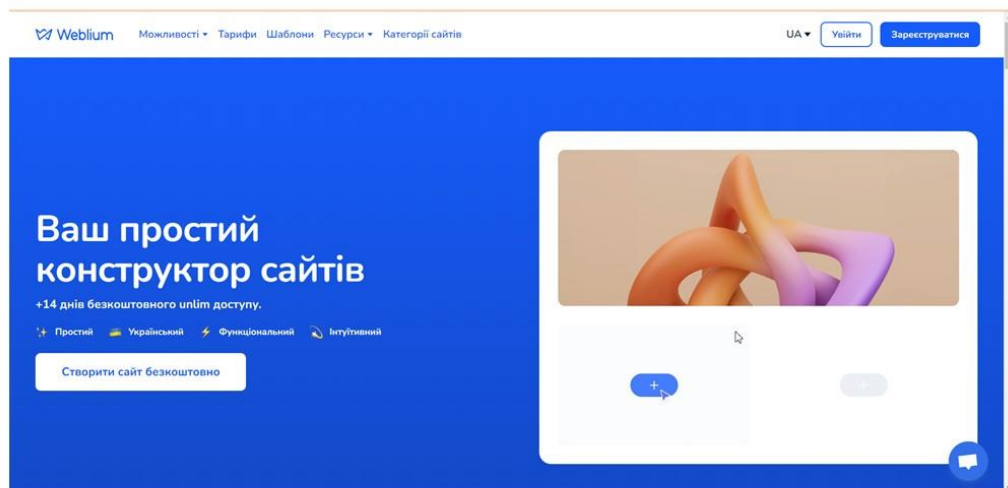 Weblium Можливості Тарифи Шаблони Ресурси Категорії сайтів UA Увійти Зареєструватися
Ваш простий
конструктор сайтів
+14 днів безкоштовного unlim доступу.
Простий Український Функціональний Інтуїтивний
Створити сайт безкоштовно